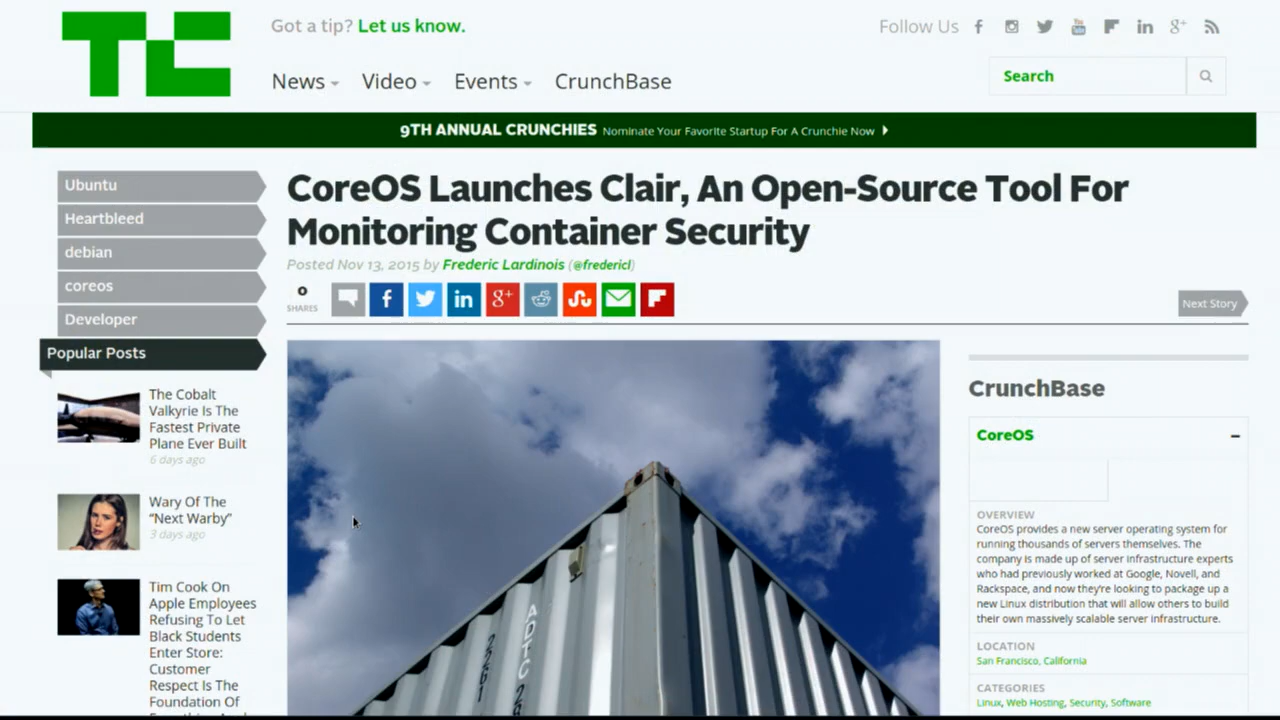 TC
Got a tip? Let us know.
Follow Us
News Video Events CrunchBase
Search
9TH ANNUAL CRUNCHIES Nominate Your Favorite Startup For A Crunchie Now
Ubuntu
Heartbleed
debian
coreos
Developer
Popular Posts
The Cobalt
Valkyrie Is The
Fastest Private
Plane Ever Built
6 days ago
Wary Of The
“Next Warby”
3 days ago
Tim Cook On
Apple Employees
Refusing To Let
Black Students
Enter Store:
Customer
Respect Is The
Foundation Of
CoreOS Launches Clair, An Open-Source Tool For
Monitoring Container Security
Posted Nov 13, 2015 by Frederic Lardinois (@fredericl)
0
SHARES
Next Story
CrunchBase
CoreOS
OVERVIEW
CoreOS provides a new server operating system for
running thousands of servers themselves. The
company is made up of server infrastructure experts
who had previously worked at Google, Novell, and
Rackspace, and now they're looking to package up a
new Linux distribution that will allow others to build
their own massively scalable server infrastructure.
LOCATION
San Francisco, California
CATEGORIES
Linux, Web Hosting, Security, Software